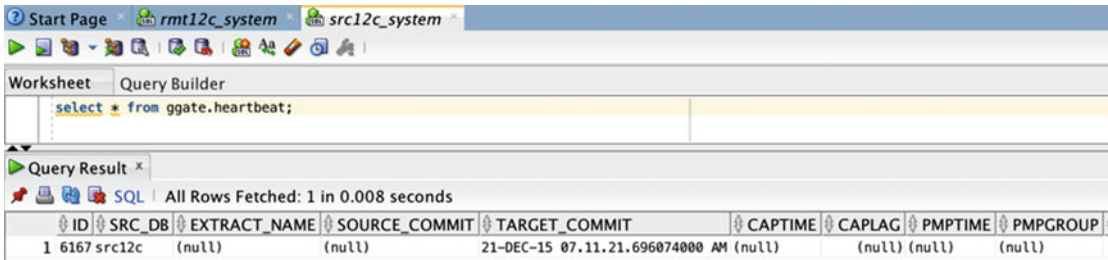 Start Page rmt12c_system src12c_system
Worksheet Query Builder
select * from ggate.heartbeat;
Query Result
SQL All Rows Fetched: 1 in 0.008 seconds
ID SRC_DB EXTRACT_NAME SOURCE_COMMIT TARGET_COMMIT CAPTIME CAPLAG PMPTIME PMPGROUP
1 6167 src12c (null) (null) 21-DEC-15 07.11.21.696074000 AM (null) (null) (null) (null)